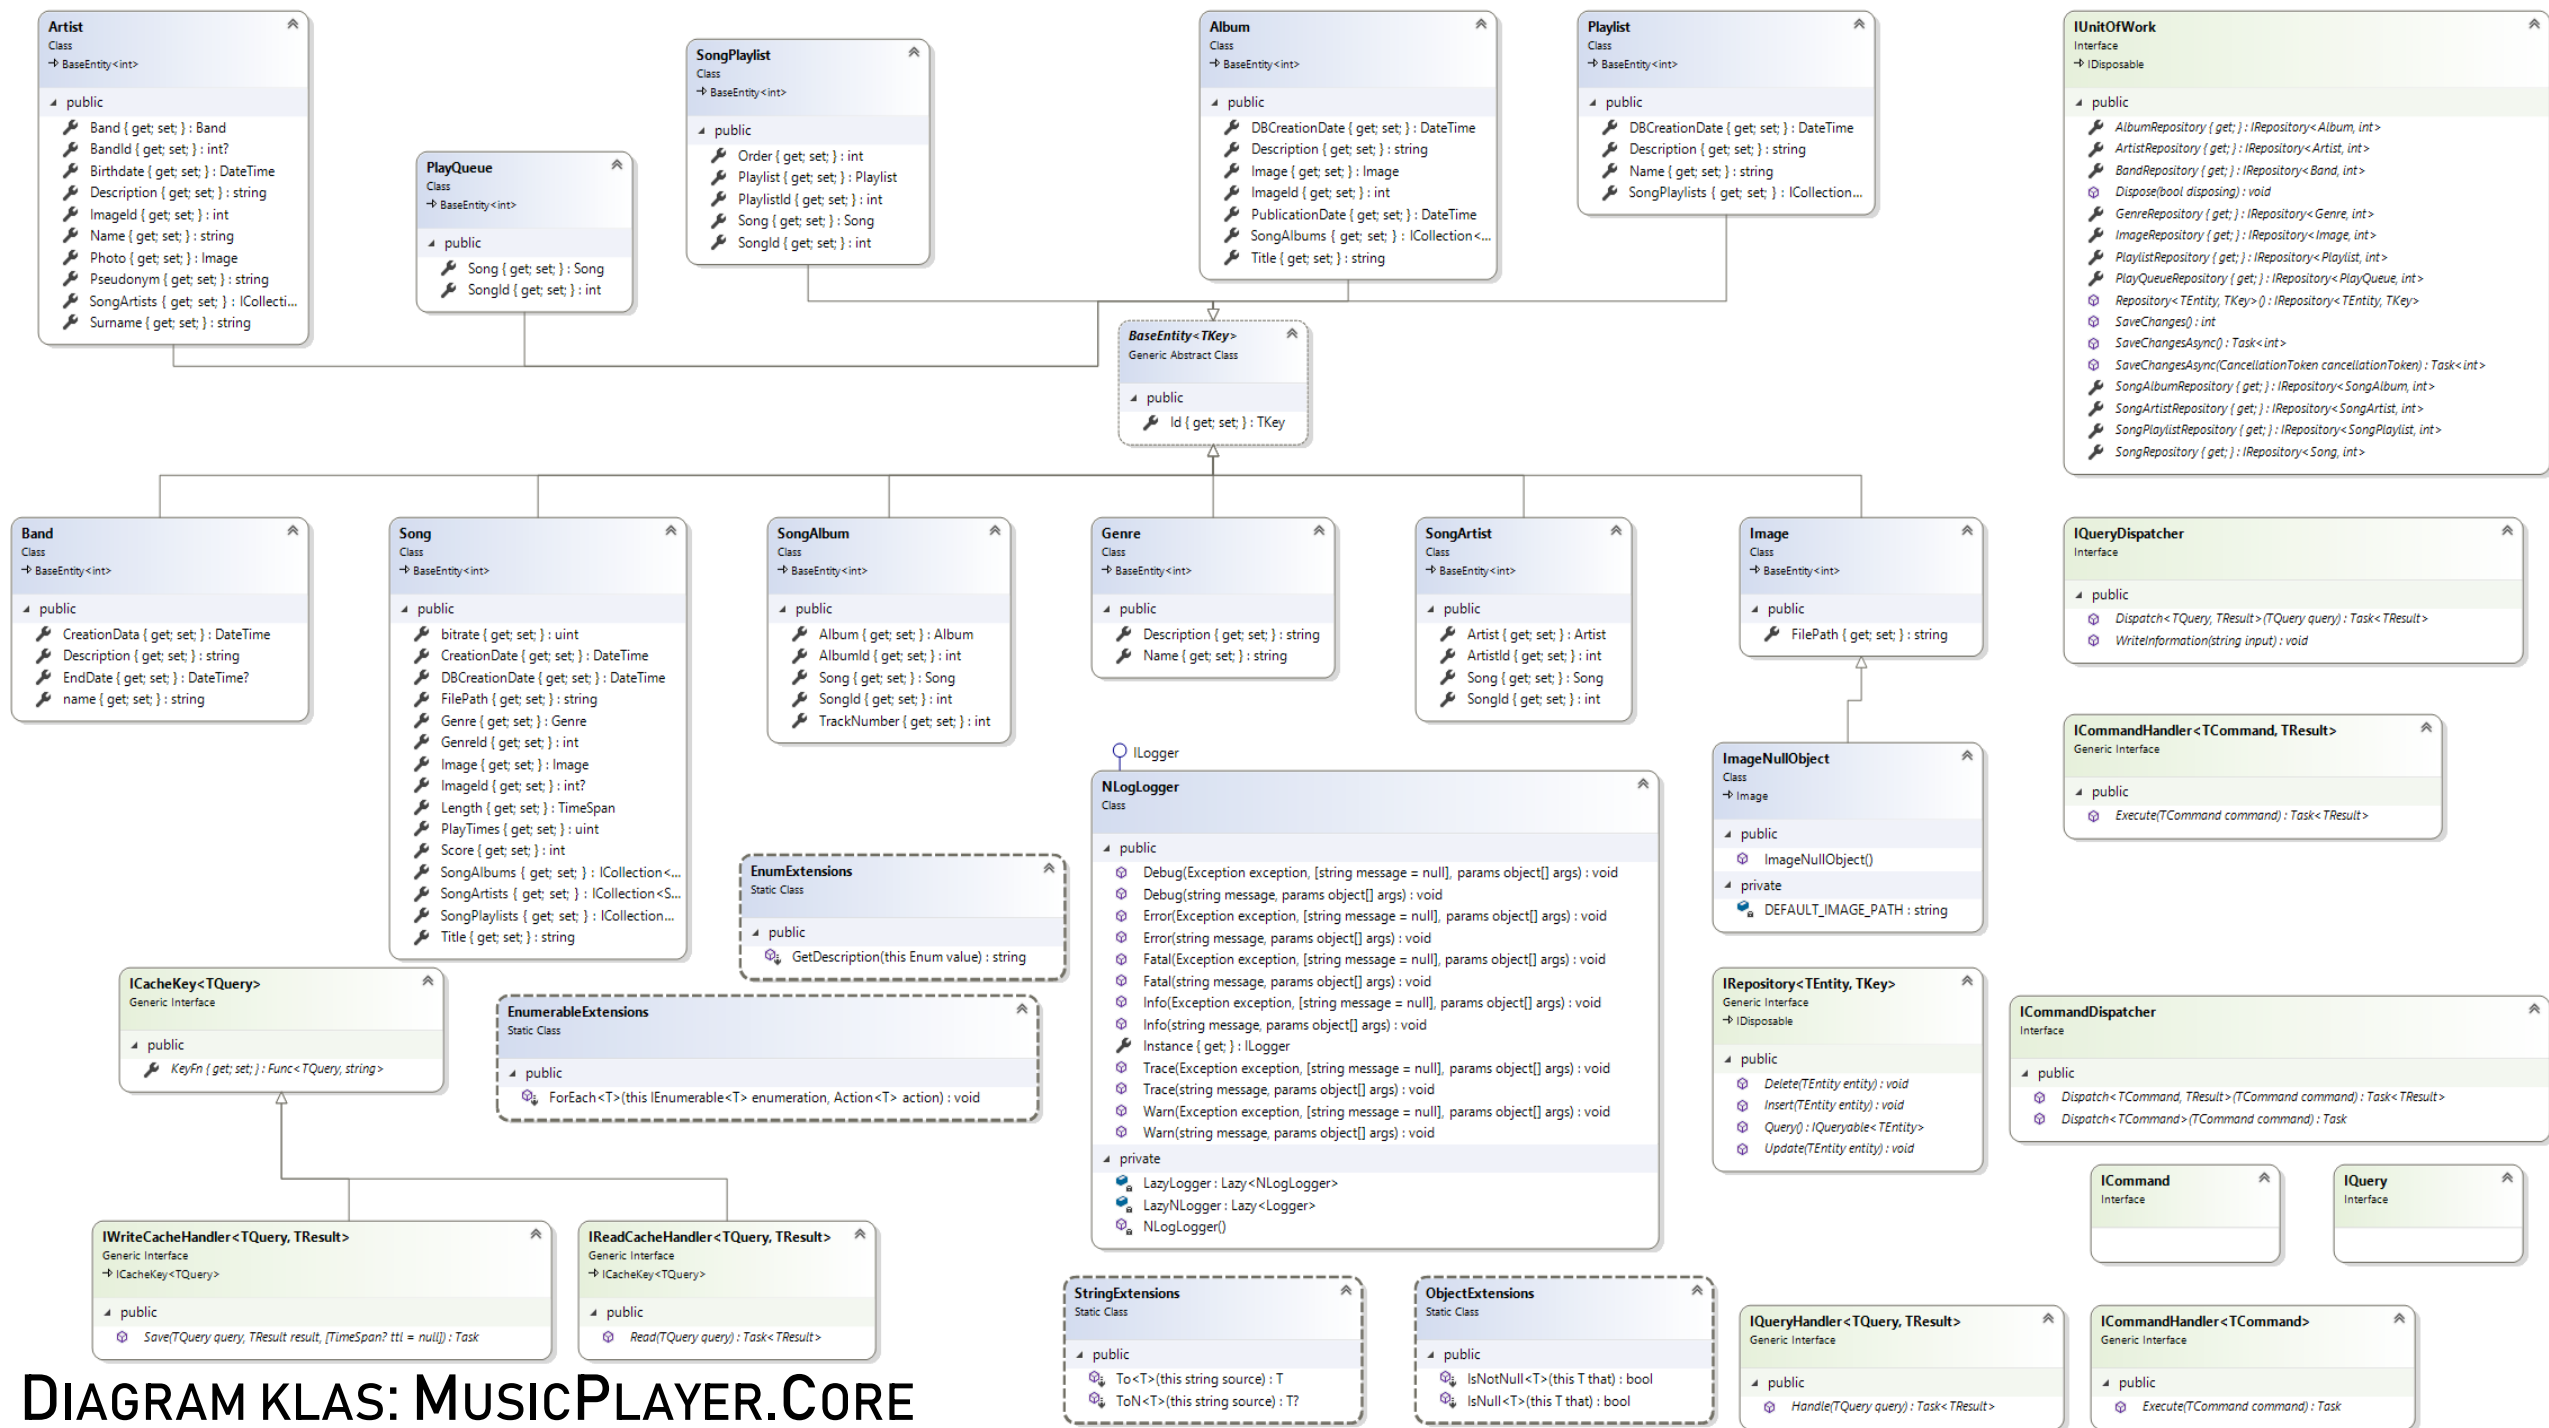 Artist
Class
BaseEntity<int>
public
Band { get; set; } : Band
BandId { get; set; } : int?
Birthdate { get; set; } : DateTime
Description { get; set; } : string
ImageId { get; set; } : int
Name { get; set; } : string
Photo { get; set; } : Image
Pseudonym { get; set; } : string
SongArtists { get; set; } : ICollecti...
Surname { get; set; } : string
PlayQueue
Class
BaseEntity<int>
public
Song { get; set; } : Song
SongId { get; set; } : int
SongPlaylist
Class
BaseEntity<int>
public
Order { get; set; } : int
Playlist { get; set; } : Playlist
PlaylistId { get; set; } : int
Song { get; set; } : Song
SongId { get; set; } : int
Album
Class
BaseEntity<int>
public
DBCreationDate { get; set; } : DateTime
Description { get; set; } : string
Image { get; set; } : Image
ImageId { get; set; } : int
PublicationDate { get; set; } : DateTime
SongAlbums { get; set; } : ICollection<...
Title { get; set; } : string
Playlist
Class
BaseEntity<int>
public
DBCreationDate { get; set; } : DateTime
Description { get; set; } : string
Name { get; set; } : string
SongPlaylists { get; set; } : ICollection...
IUnitOfWork
Interface
IDisposable
public
AlbumRepository { get; } : IRepository<Album, int>
ArtistRepository { get; } : IRepository<Artist, int>
BandRepository { get; } : IRepository<Band, int>
Dispose(bool disposing) : void
GenreRepository { get; } : IRepository<Genre, int>
ImageRepository { get; } : IRepository<Image, int>
PlaylistRepository { get; } : IRepository<Playlist, int>
PlayQueueRepository { get; } : IRepository<PlayQueue, int>
Repository<TEntity, TKey>() : IRepository<TEntity, TKey>
SaveChanges() : int
SaveChangesAsync() : Task<int>
SaveChangesAsync(CancellationToken cancellationToken) : Task<int>
SongAlbumRepository { get; } : IRepository<SongAlbum, int>
SongArtistRepository { get; } : IRepository<SongArtist, int>
SongPlaylistRepository { get; } : IRepository<SongPlaylist, int>
SongRepository { get; } : IRepository<Song, int>
BaseEntity<TKey>
Generic Abstract Class
public
Id { get; set; } : TKey
Band
Class
BaseEntity<int>
public
CreationData { get; set; } : DateTime
Description { get; set; } : string
EndDate { get; set; } : DateTime?
name { get; set; } : string
Song
Class
BaseEntity<int>
public
bitrate { get; set; } : uint
CreationDate { get; set; } : DateTime
DBCreationDate { get; set; } : DateTime
FilePath { get; set; } : string
Genre { get; set; } : Genre
GenreId { get; set; } : int
Image { get; set; } : Image
ImageId { get; set; } : int?
Length { get; set; } : TimeSpan
PlayTimes { get; set; } : uint
Score { get; set; } : int
SongAlbums { get; set; } : ICollection<...
SongArtists { get; set; } : ICollection<S...
SongPlaylists { get; set; } : ICollection...
Title { get; set; } : string
SongAlbum
Class
BaseEntity<int>
public
Album { get; set; } : Album
AlbumId { get; set; } : int
Song { get; set; } : Song
SongId { get; set; } : int
TrackNumber { get; set; } : int
Genre
Class
BaseEntity<int>
public
Description { get; set; } : string
Name { get; set; } : string
SongArtist
Class
BaseEntity<int>
public
Artist { get; set; } : Artist
ArtistId { get; set; } : int
Song { get; set; } : Song
SongId { get; set; } : int
Image
Class
BaseEntity<int>
public
FilePath { get; set; } : string
IQueryDispatcher
Interface
public
Dispatch<TQuery, TResult>(TQuery query) : Task<TResult>
WriteInformation(string input) : void
ICommandHandler<TCommand, TResult>
Generic Interface
public
Execute(TCommand command) : Task<TResult>
ILogger
NLogLogger
Class
public
Debug(Exception exception, [string message = null], params object[] args) : void
Debug(string message, params object[] args) : void
Error(Exception exception, [string message = null], params object[] args) : void
Error(string message, params object[] args) : void
Fatal(Exception exception, [string message = null], params object[] args) : void
Fatal(string message, params object[] args) : void
Info(Exception exception, [string message = null], params object[] args) : void
Info(string message, params object[] args) : void
Instance { get; } : ILogger
Trace(Exception exception, [string message = null], params object[] args) : void
Trace(string message, params object[] args) : void
Warn(Exception exception, [string message = null], params object[] args) : void
Warn(string message, params object[] args) : void
private
LazyLogger : Lazy<NLogLogger>
LazyNLogger : Lazy<Logger>
NLogLogger()
ImageNullObject
Class
Image
public
ImageNullObject()
private
DEFAULT_IMAGE_PATH : string
EnumExtensions
Static Class
public
GetDescription(this Enum value) : string
ICacheKey<TQuery>
Generic Interface
public
KeyFn { get; set; } : Func<TQuery, string>
EnumerableExtensions
Static Class
public
ForEach<T>(this IEnumerable<T> enumeration, Action<T> action) : void
IRepository<TEntity, TKey>
Generic Interface
IDisposable
public
Delete(TEntity entity) : void
Insert(TEntity entity) : void
Query() : IQueryable<TEntity>
Update(TEntity entity) : void
ICommandDispatcher
Interface
public
Dispatch<TCommand, TResult>(TCommand command) : Task<TResult>
Dispatch<TCommand>(TCommand command) : Task
ICommand
Interface
IQuery
Interface
IWriteCacheHandler<TQuery, TResult>
Generic Interface
ICacheKey<TQuery>
public
Save(TQuery query, TResult result, [TimeSpan? ttl = null]) : Task
IReadCacheHandler<TQuery, TResult>
Generic Interface
ICacheKey<TQuery>
public
Read(TQuery query) : Task<TResult>
StringExtensions
Static Class
public
To<T>(this string source) : T
ToN<T>(this string source) : T?
ObjectExtensions
Static Class
public
IsNotNull<T>(this T that) : bool
IsNull<T>(this T that) : bool
IQueryHandler<TQuery, TResult>
Generic Interface
public
Handle(TQuery query) : Task<TResult>
ICommandHandler<TCommand>
Generic Interface
public
Execute(TCommand command) : Task
DIAGRAM KLAS: MUSICPLAYER.CORE